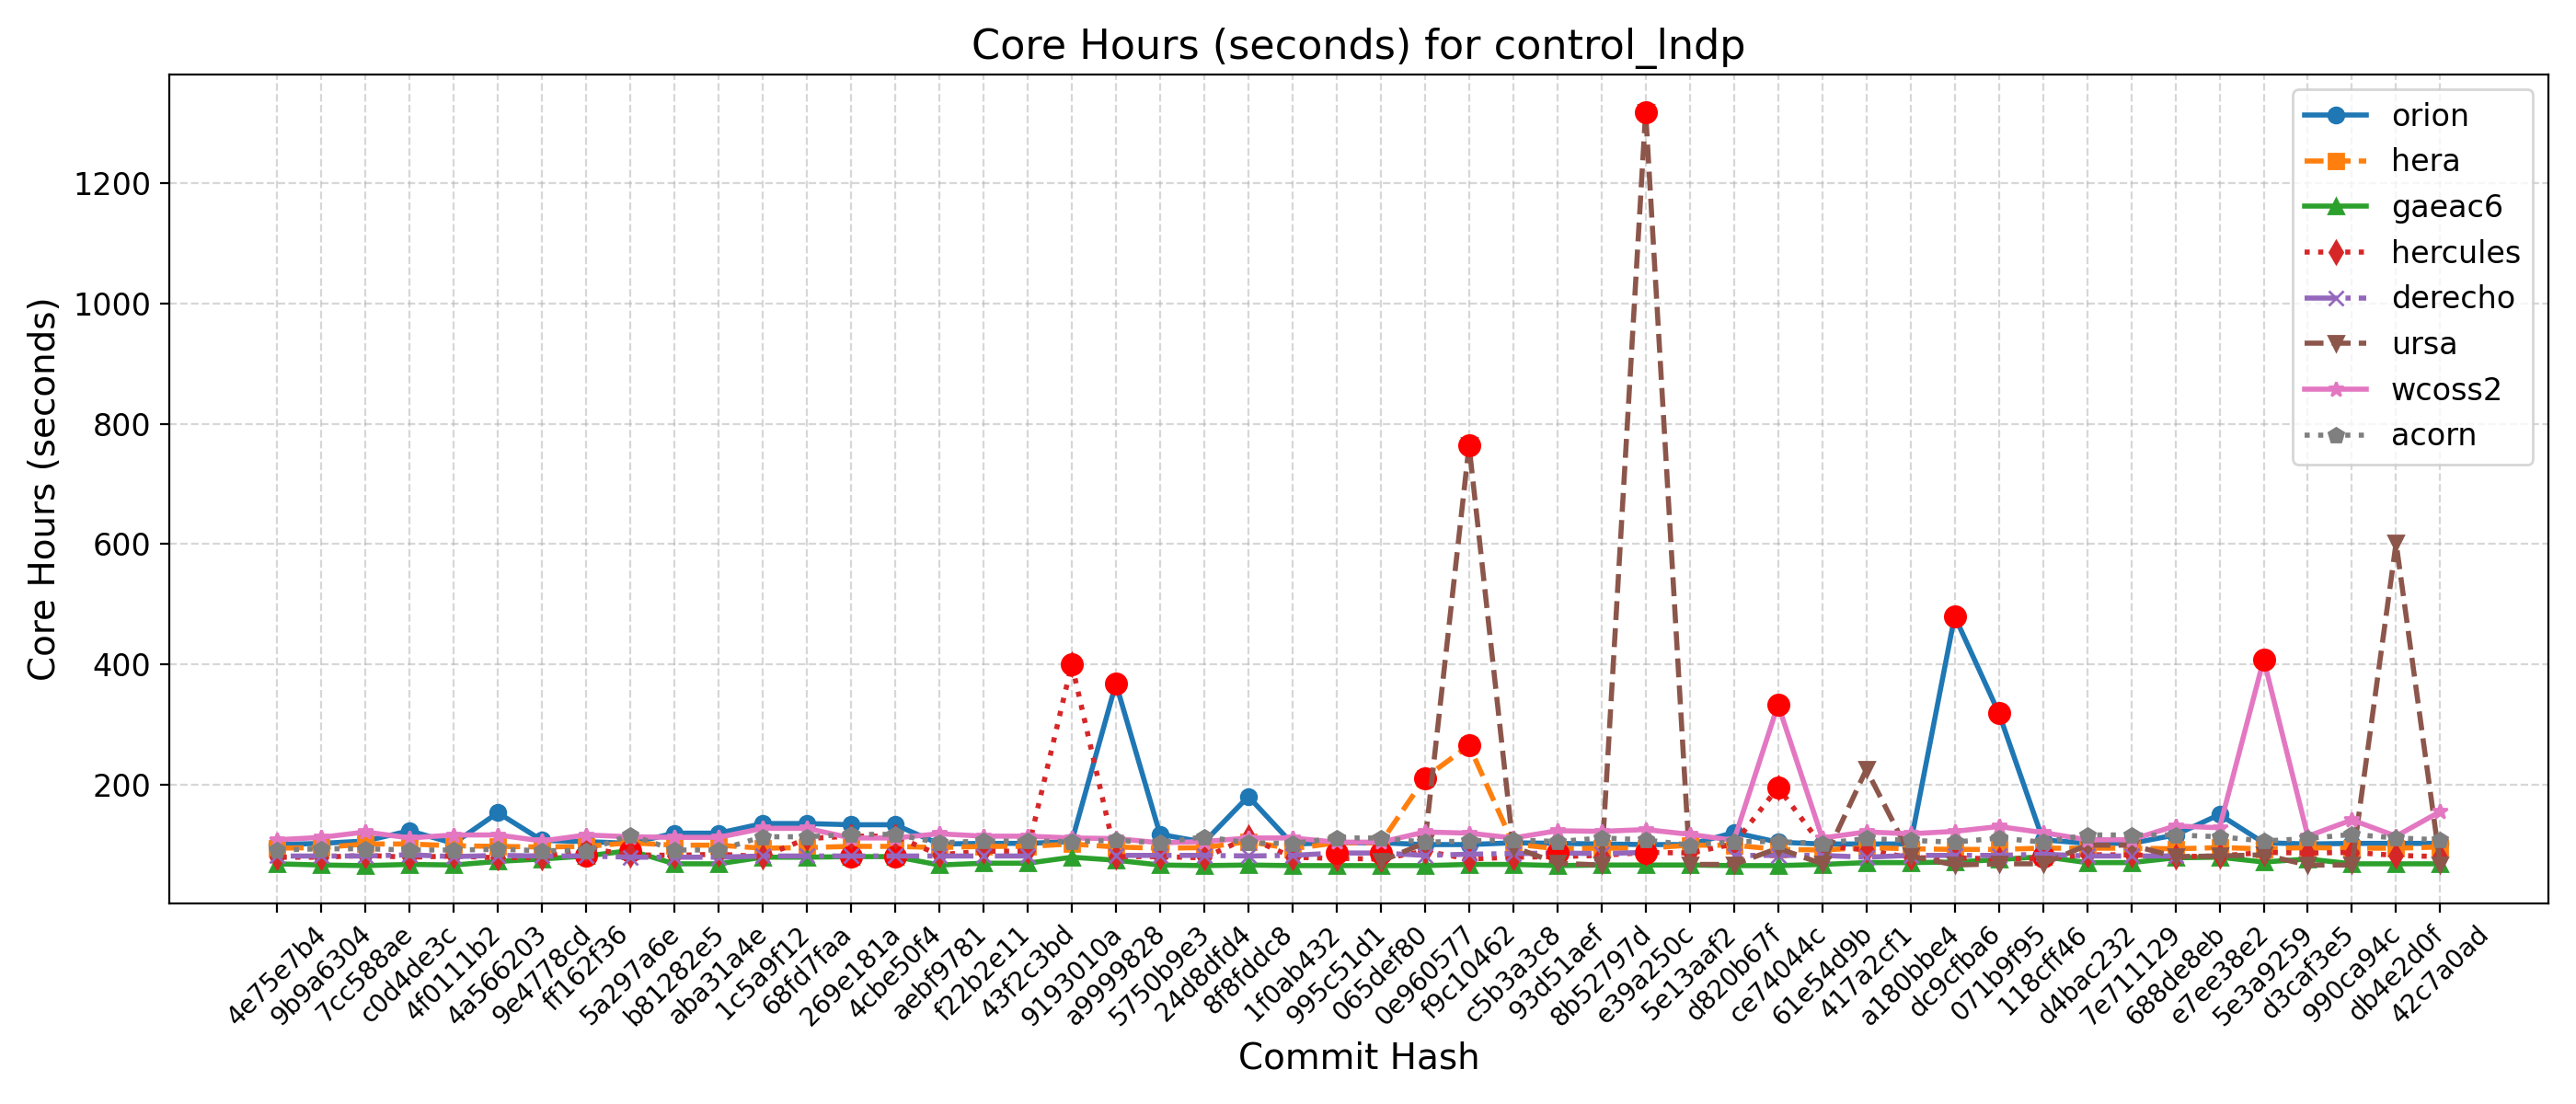 Core Hours (seconds) for control_lndp
Core Hours (seconds)
1200
1000
800
600
400
200
orion
hera
gaeac6
hercules
derecho
ursa
wcoss2
acorn
4e75e7b4
9b9a6304
7cc588ae
c0d4de3c
4f0111b2
4a566203
9e4778cd
ff162f36
5a297a6e
b81282e5
aba31a4e
1c5a9f12
68fd7faa
269e181a
4cbe50f4
aebf9781
f22b2e11
43f2c3bd
9193010a
a9999828
5750b9e3
24d8dfd4
8f8fddc8
1f0ab432
995c51d1
065def80
0e960577
f9c10462
c5b3a3c8
93d51aef
8b52797d
e39a250c
5e13aaf2
d820b67f
ce74044c
61e54d9b
417a2cf1
a180bbe4
dc9cfba6
071b9f95
118cff46
d4bac232
7e711129
688de8eb
e7ee38e2
5e3a9259
d3caf3e5
990ca94c
db4e2d0f
42c7a0ad
Commit Hash